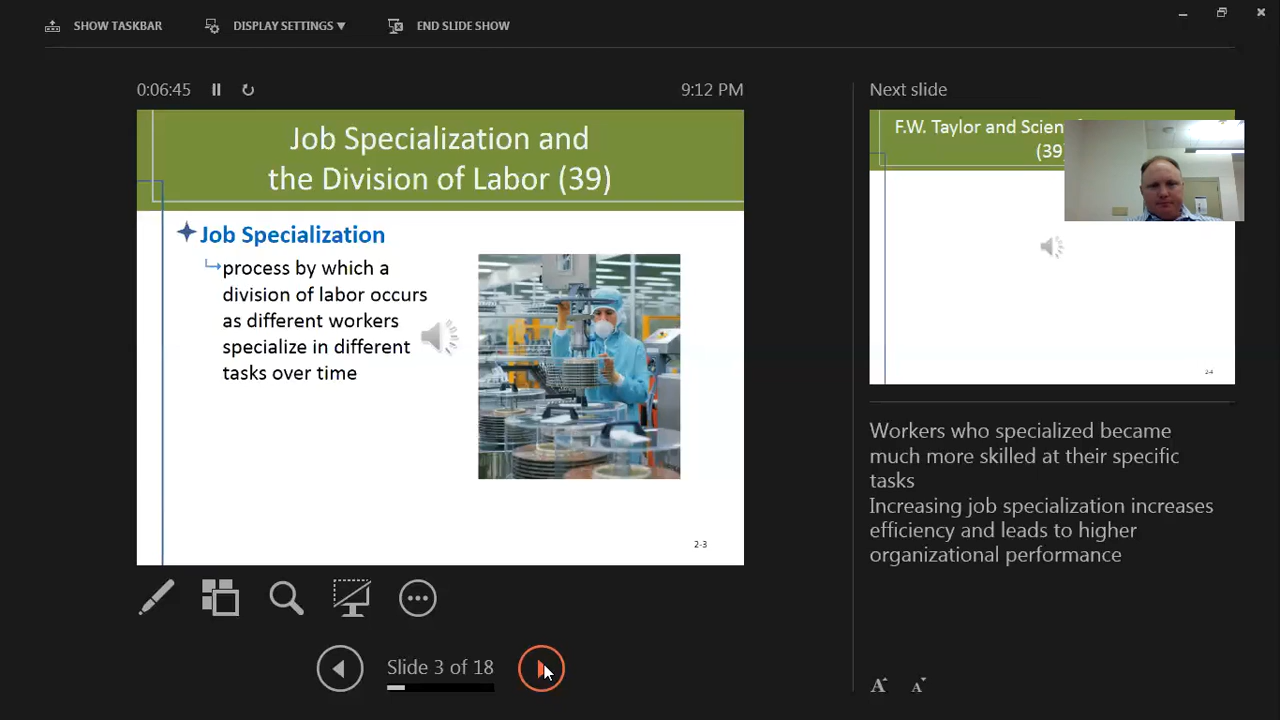 SHOW TASKBAR
DISPLAY SETTINGS ▼
END SLIDE SHOW
0:06:45
9:12 PM
Job Specialization and
the Division of Labor (39)
Job Specialization
process by which a
division of labor occurs
as different workers
specialize in different
tasks over time
2-3
Slide 3 of 18
Next slide
F.W. Taylor and
(39)
2-4
Workers who specialized became
much more skilled at their specific
tasks
Increasing job specialization increases
efficiency and leads to higher
organizational performance
A
A